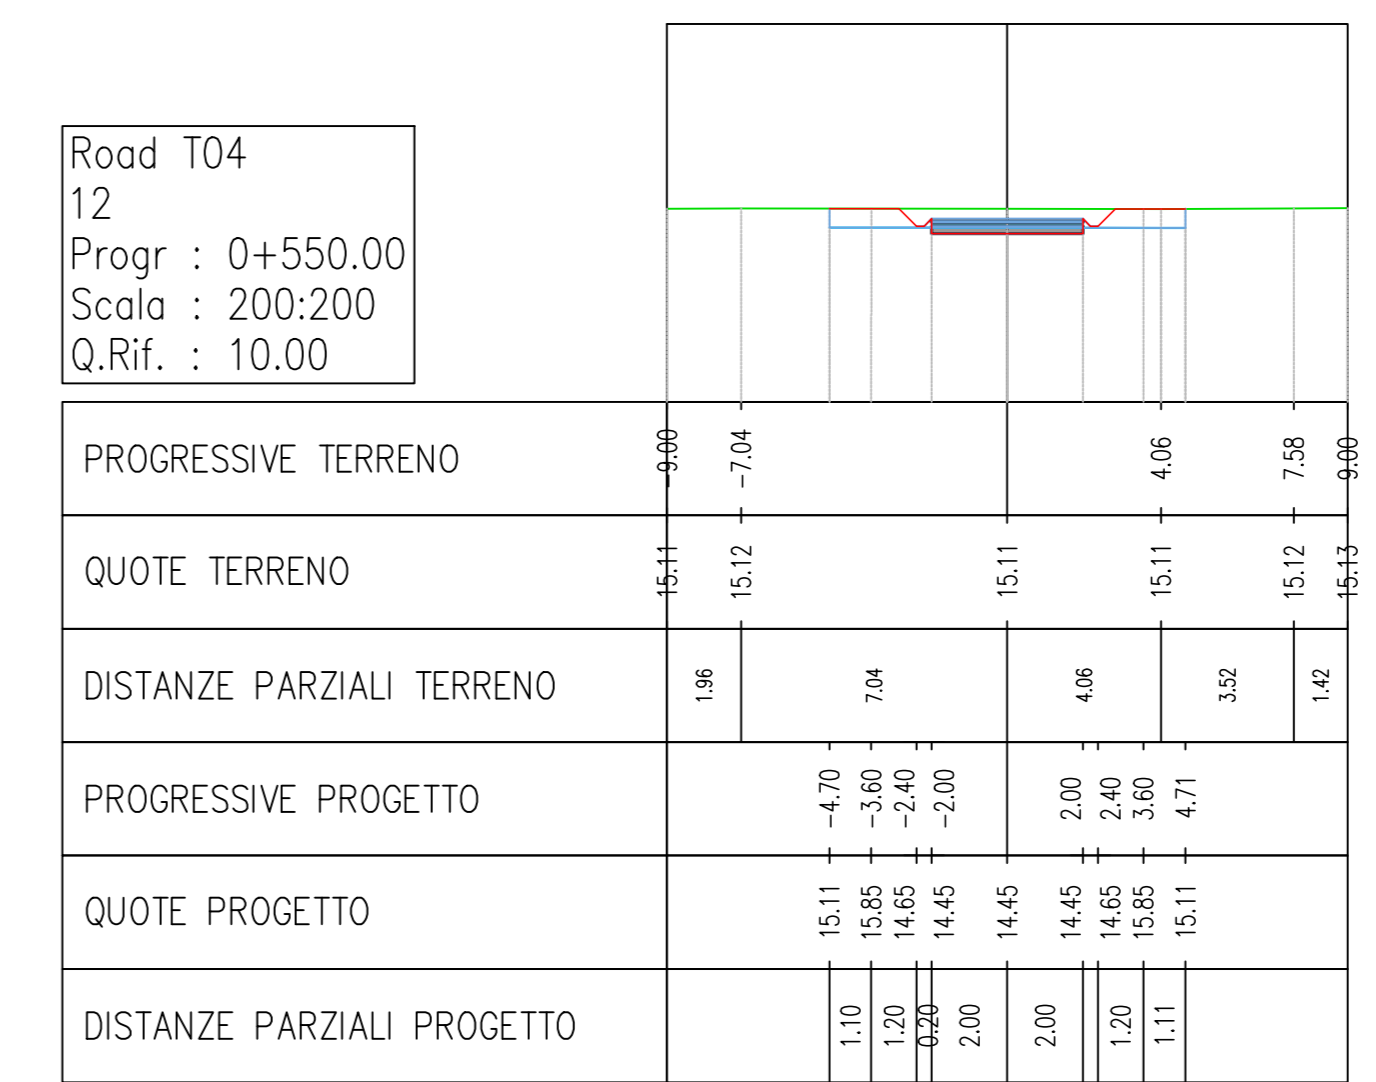 Road T04
12
Progr : 0+550.00
Scala : 200:200
Q.Rif. : 10.00
PROGRESSIVE TERRENO -9.00 -7.04 4.06 7.58 9.00
QUOTE TERRENO 15.11 15.12 15.11 15.11 15.12 15.13
DISTANZE PARZIALI TERRENO 1.96 7.04 4.06 3.52 1.42
PROGRESSIVE PROGETTO -4.70 -3.60 -2.40 -2.00 2.00 2.40 3.60 4.71
QUOTE PROGETTO 15.11 15.85 14.65 14.45 14.45 14.45 14.65 15.85 15.11
DISTANZE PARZIALI PROGETTO 1.10 1.20 0.20 2.00 2.00 1.20 1.11